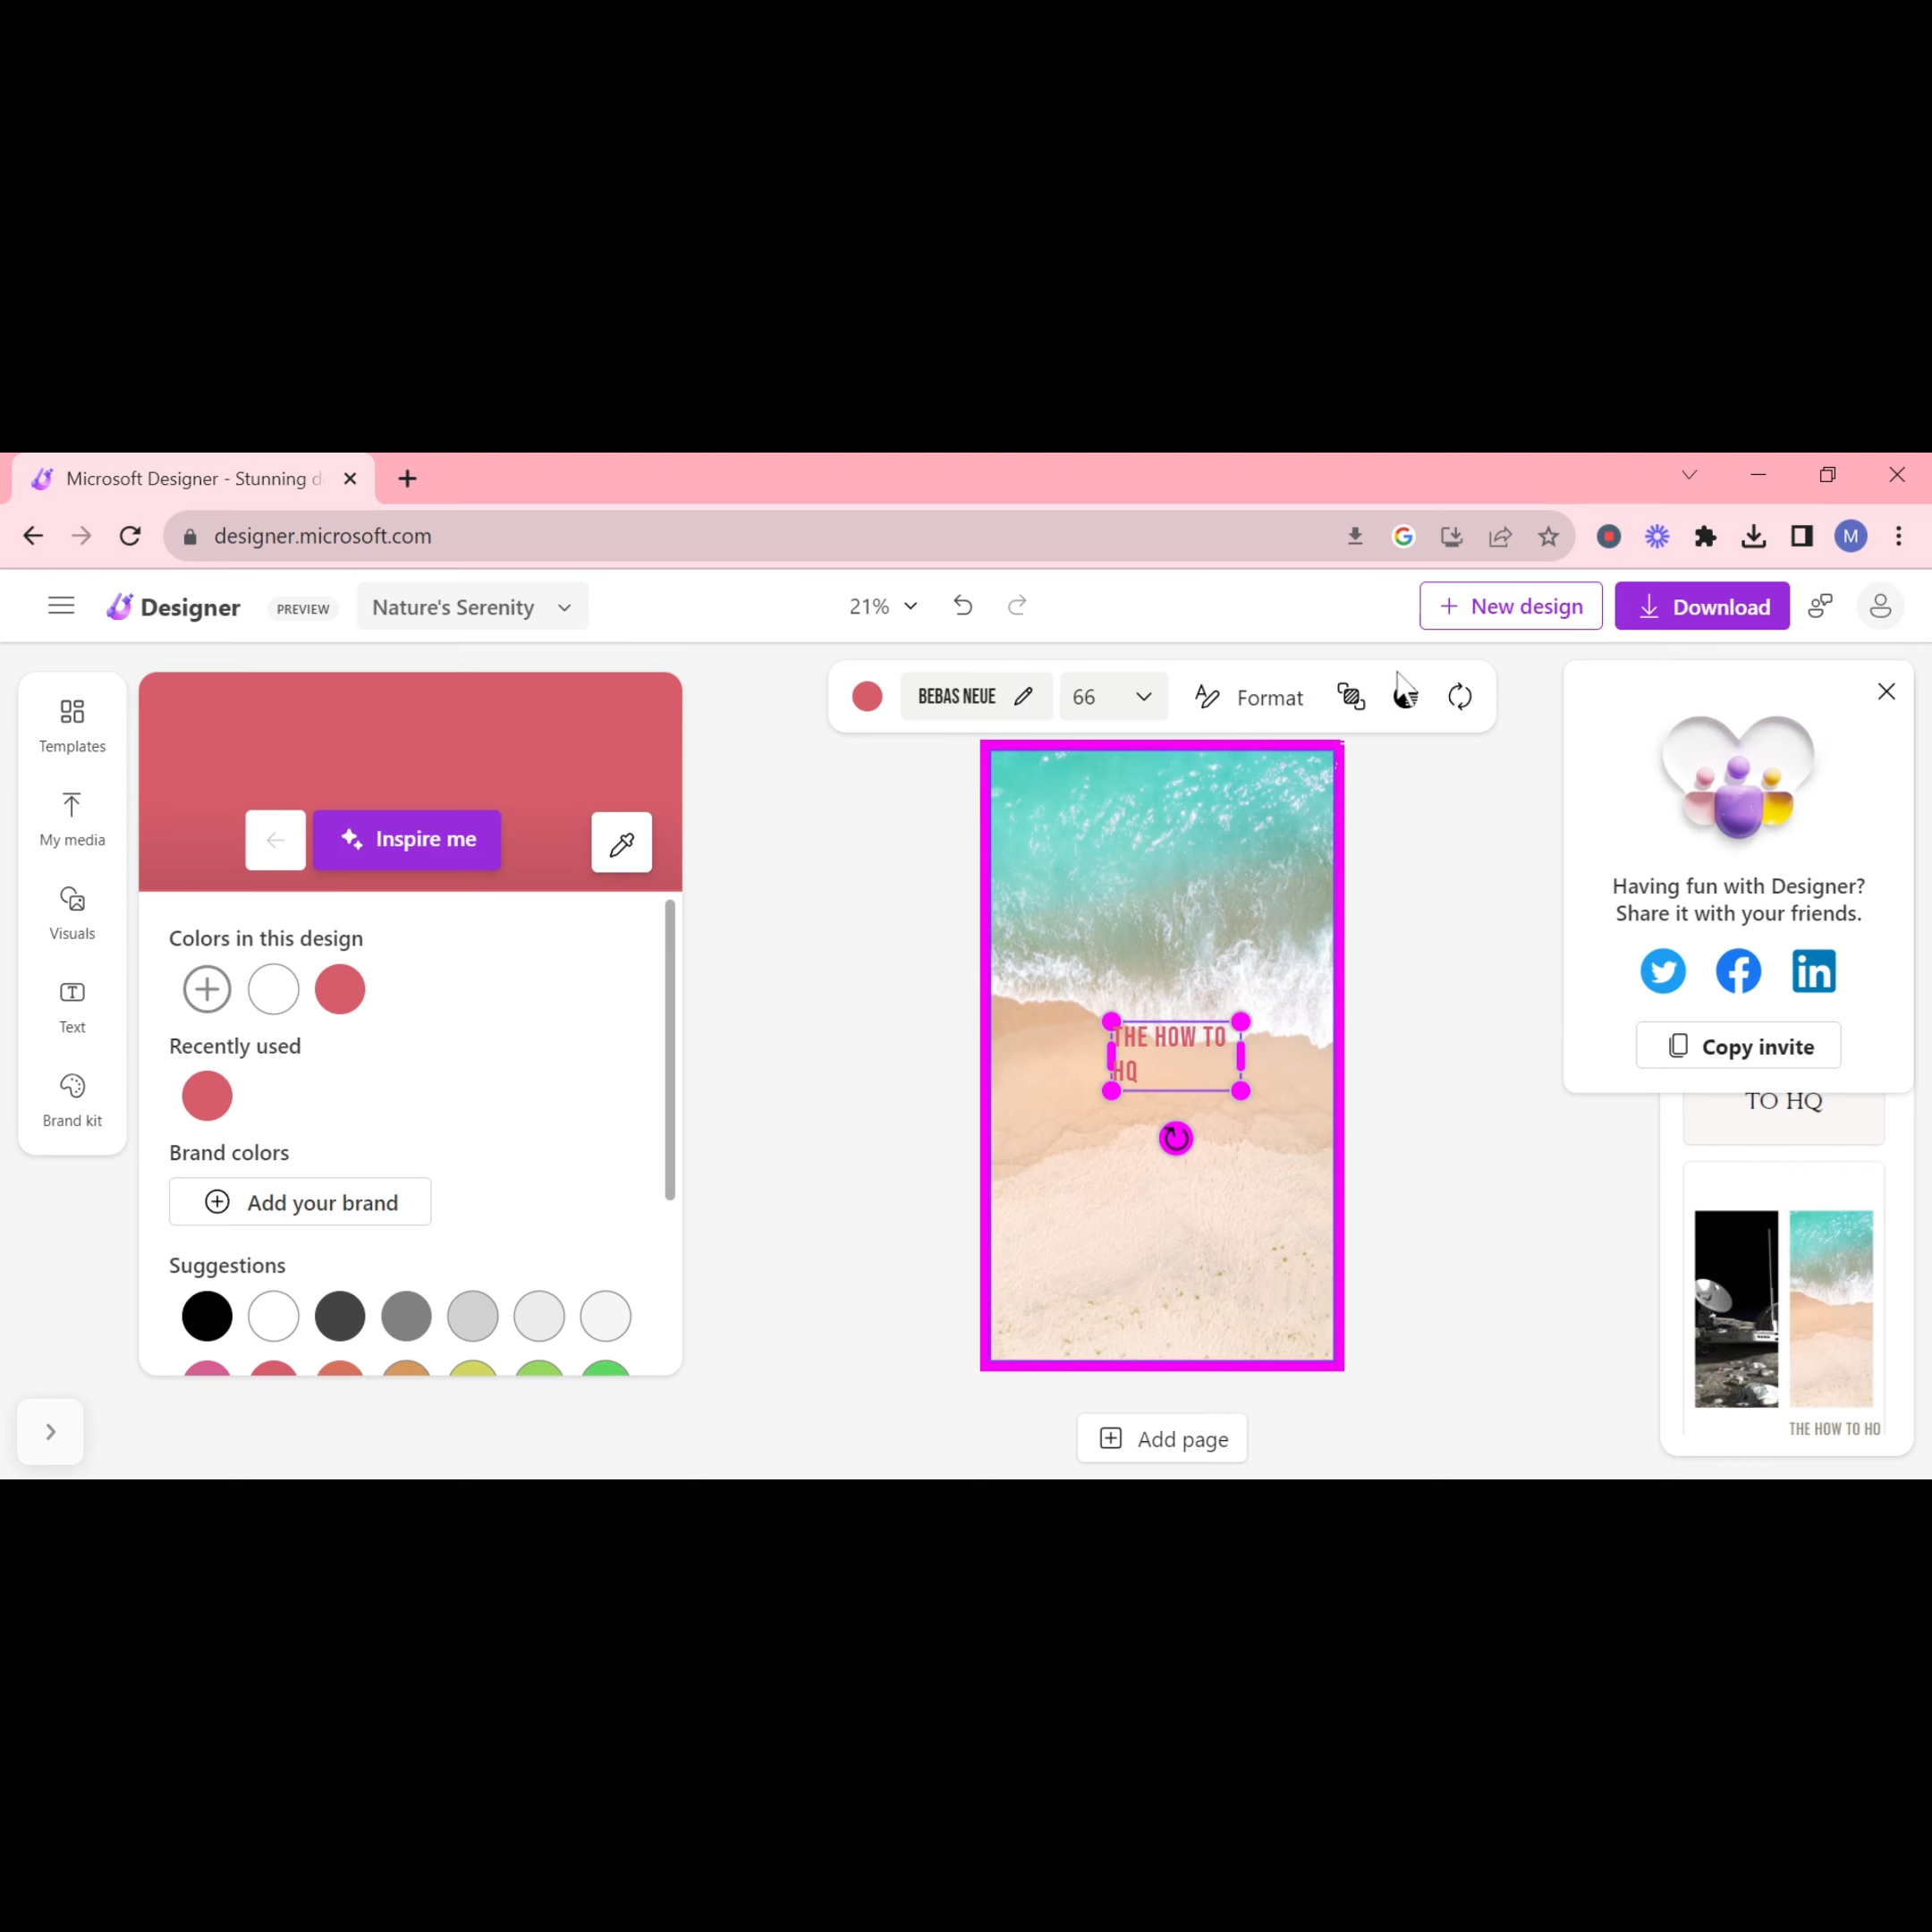 Microsoft Designer - Stunning d
designer.microsoft.com
M
Designer
PREVIEW
Nature's Serenity
21%
New design
Download
Templates
My media
Visuals
Text
Brand kit
Inspire me
Colors in this design
Recently used
Brand colors
Add your brand
Suggestions
BEBAS NEUE
66
Format
THE HOW TO
HQ
Add page
Having fun with Designer?
Share it with your friends.
Copy invite
TO HQ
THE HOW TO HQ